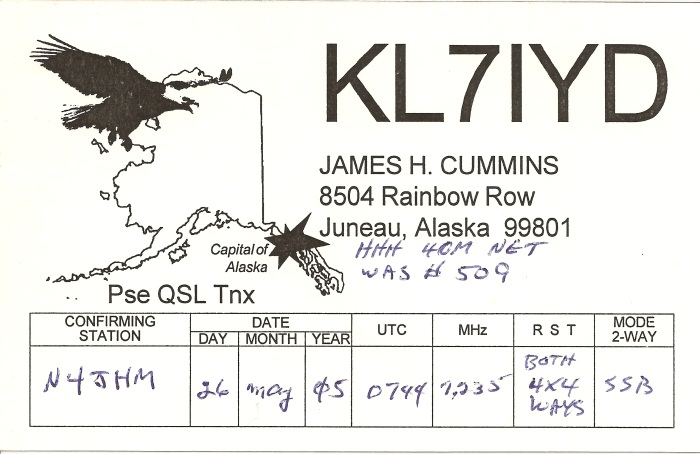 KL7IYD
JAMES H. CUMMINS
8504 Rainbow Row
Juneau, Alaska 99801
HHH 40M NET
WAS # 509
Capital of
Alaska
Pse QSL Tnx
CONFIRMING STATION DATE UTC MHz R S T MODE 2-WAY
DAY MONTH YEAR
N4JHM 26 May 05 7,235 BOTH 4X4 WAYS SSB